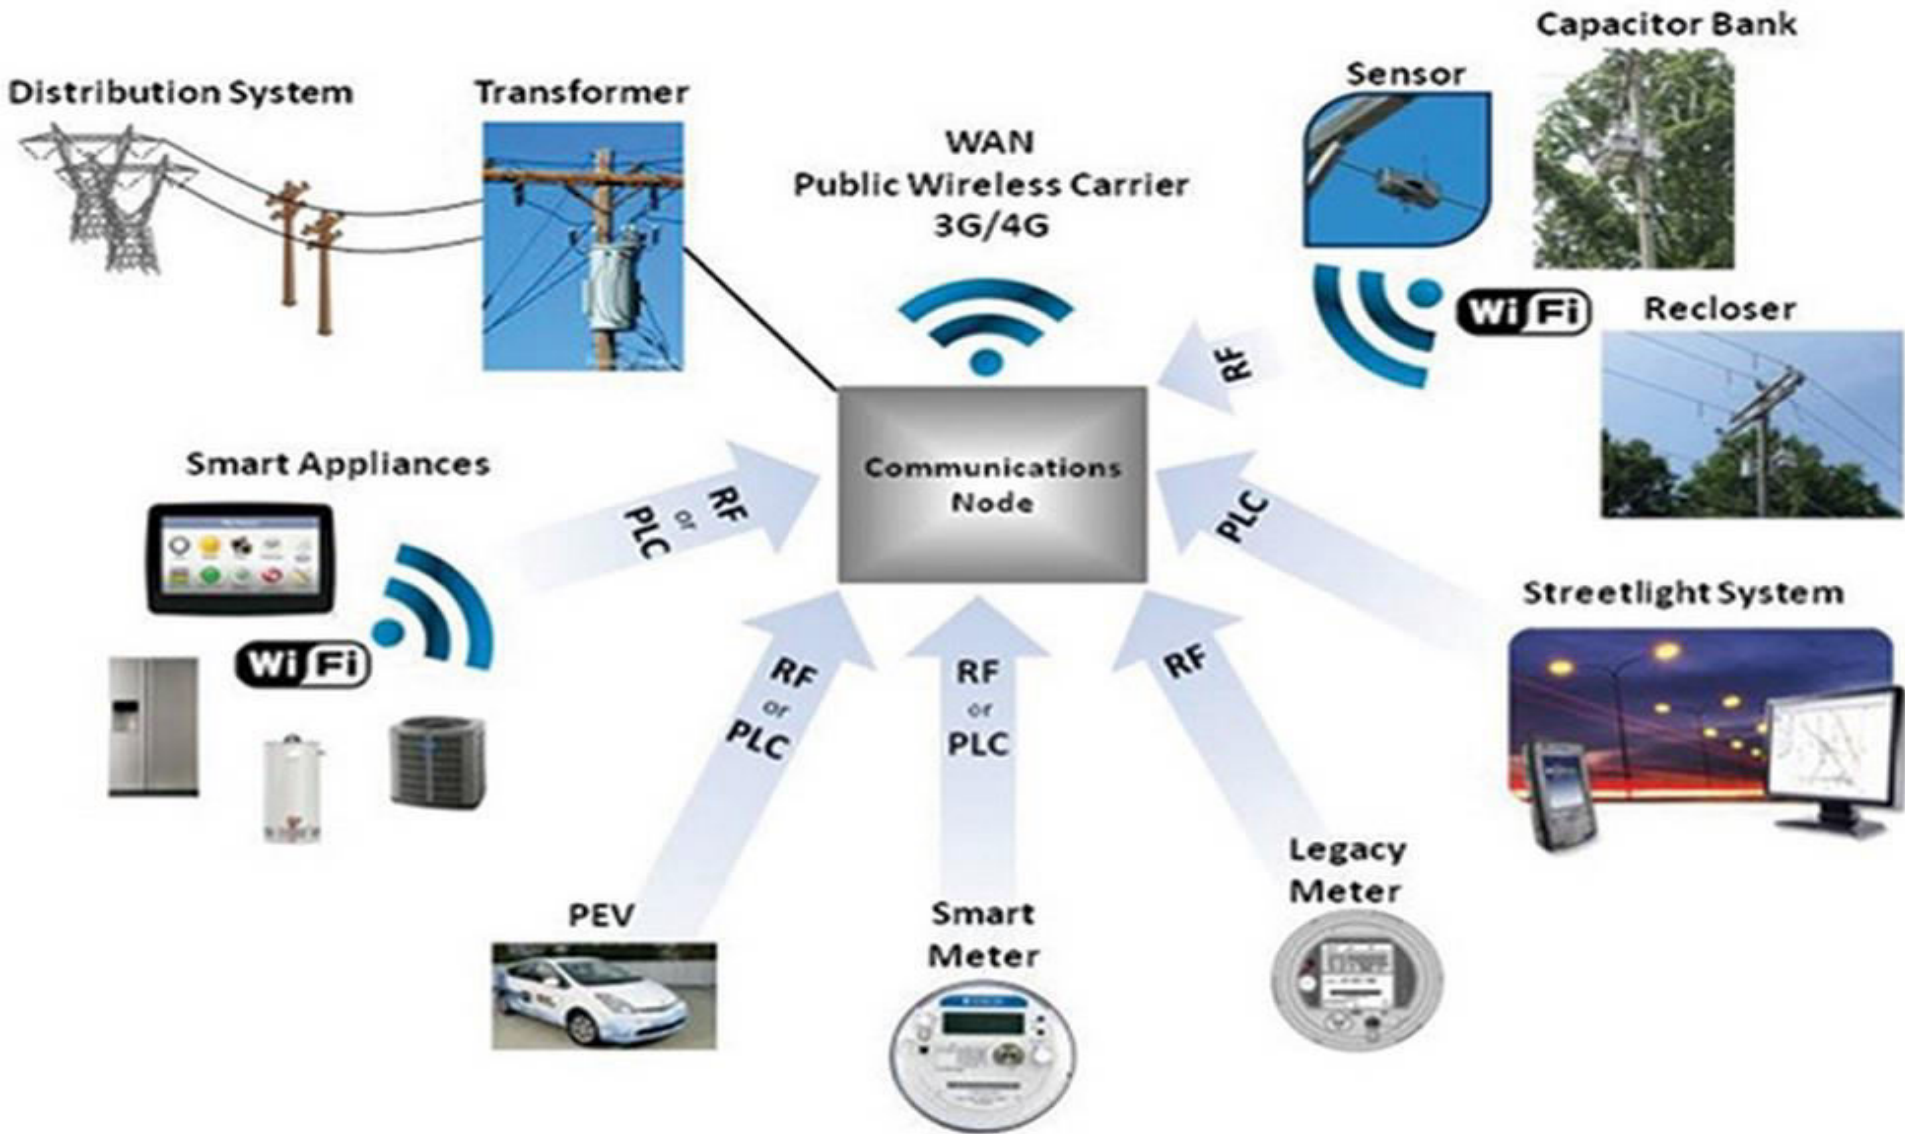 Capacitor Bank
Sensor
Distribution System
Transformer
WAN
Public Wireless Carrier
3G/4G
WiFi
Recloser
RF
Smart Appliances
Communications
Node
RF
or
PLC
PLC
Streetlight System
WiFi
RF
or
PLC
RF
or
PLC
RF
Legacy
Meter
PEV
Smart
Meter